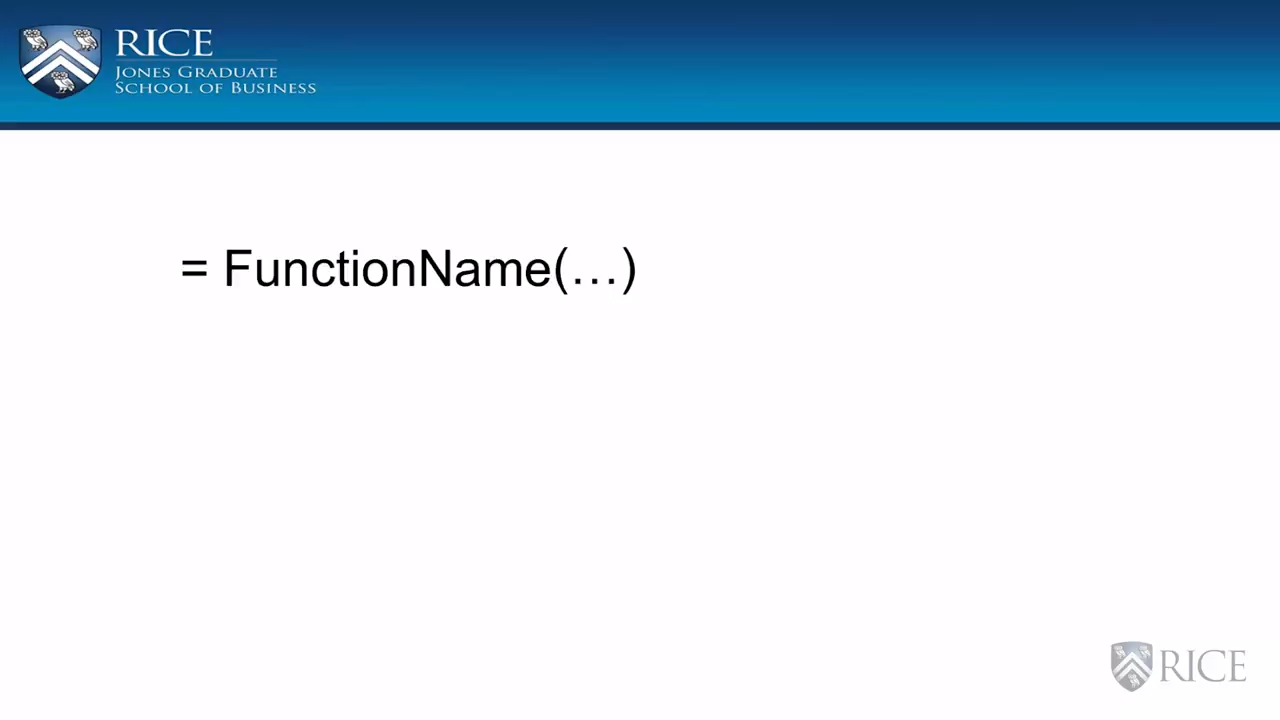 RICE
JONES GRADUATE
SCHOOL OF BUSINESS
= FunctionName(…)
RICE